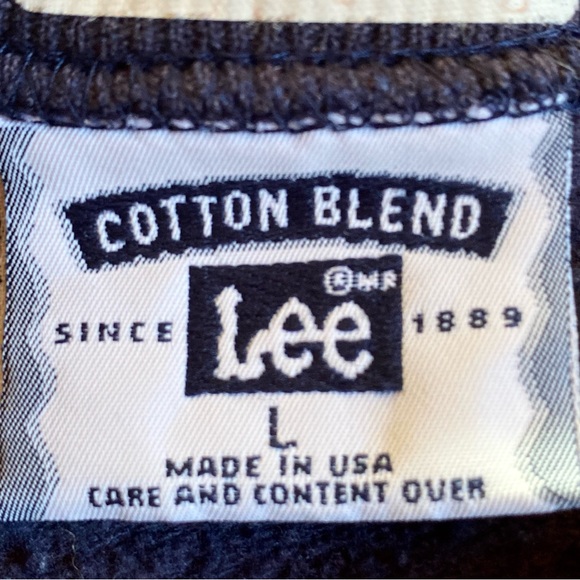 COTTON BLEND
Lee ® MR
SINCE 1889
L
MADE IN USA
CARE AND CONTENT OVER